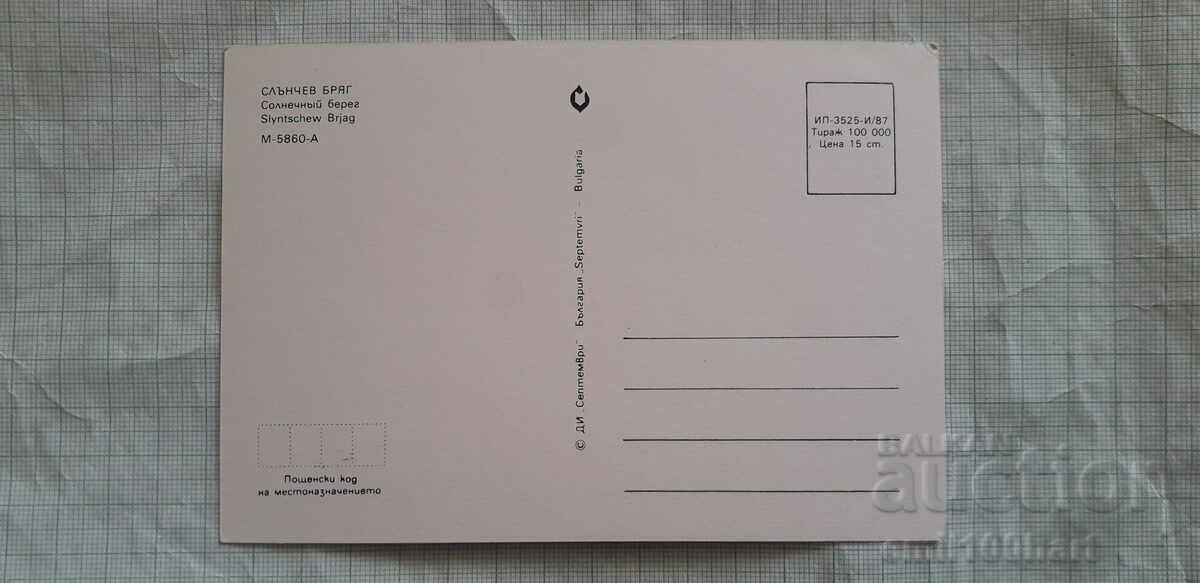 СЛЪНЧЕВ БРЯГ
Солнечный берег
Slyntschew Brjag
М-5860-А
ИП-3525-И/87
Тираж 100 000
Цена 15 ст.
© ДИ „Септември" България „Septemvri" - Bulgaria
Пощенски код
на местоназначението
BALKAN
auction
emil100hart